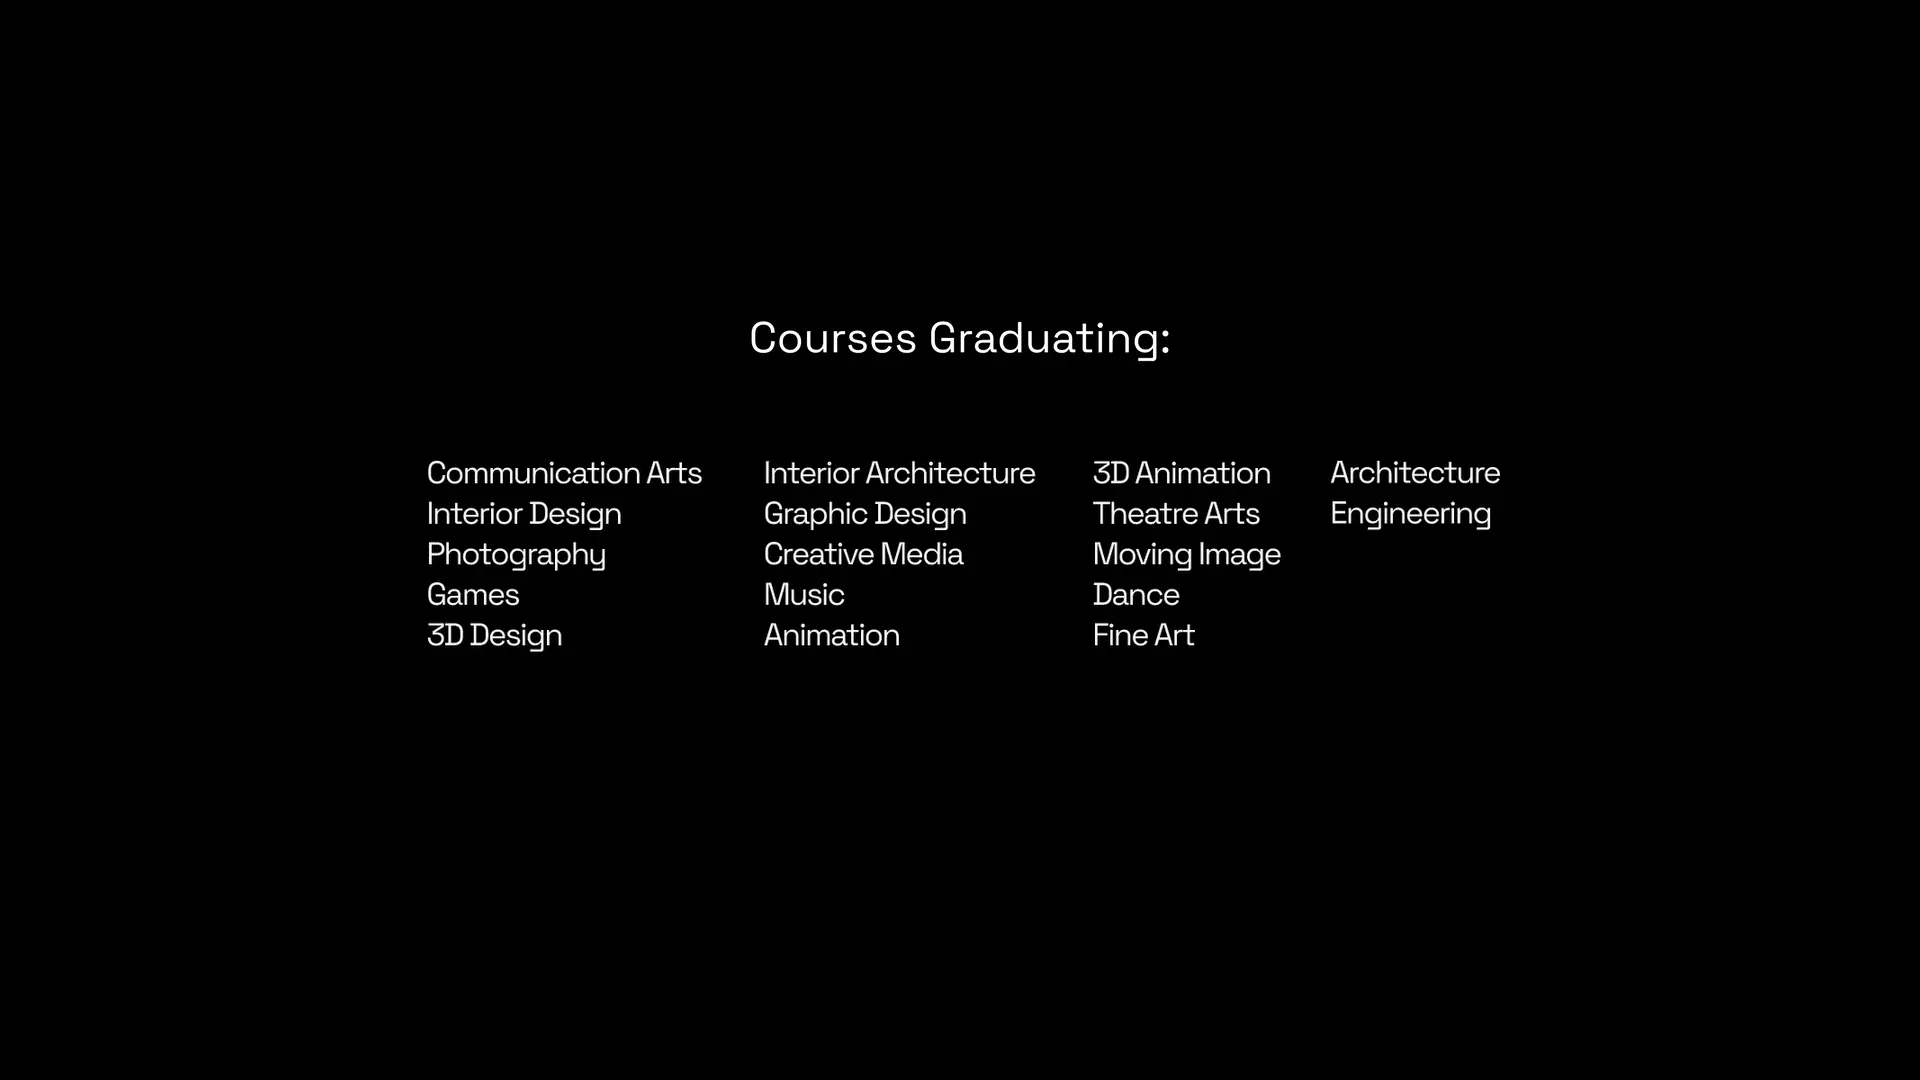 Courses Graduating:
Communication Arts
Interior Design
Photography
Games
3D Design
Interior Architecture
Graphic Design
Creative Media
Music
Animation
3D Animation
Theatre Arts
Moving Image
Dance
Fine Art
Architecture
Engineering